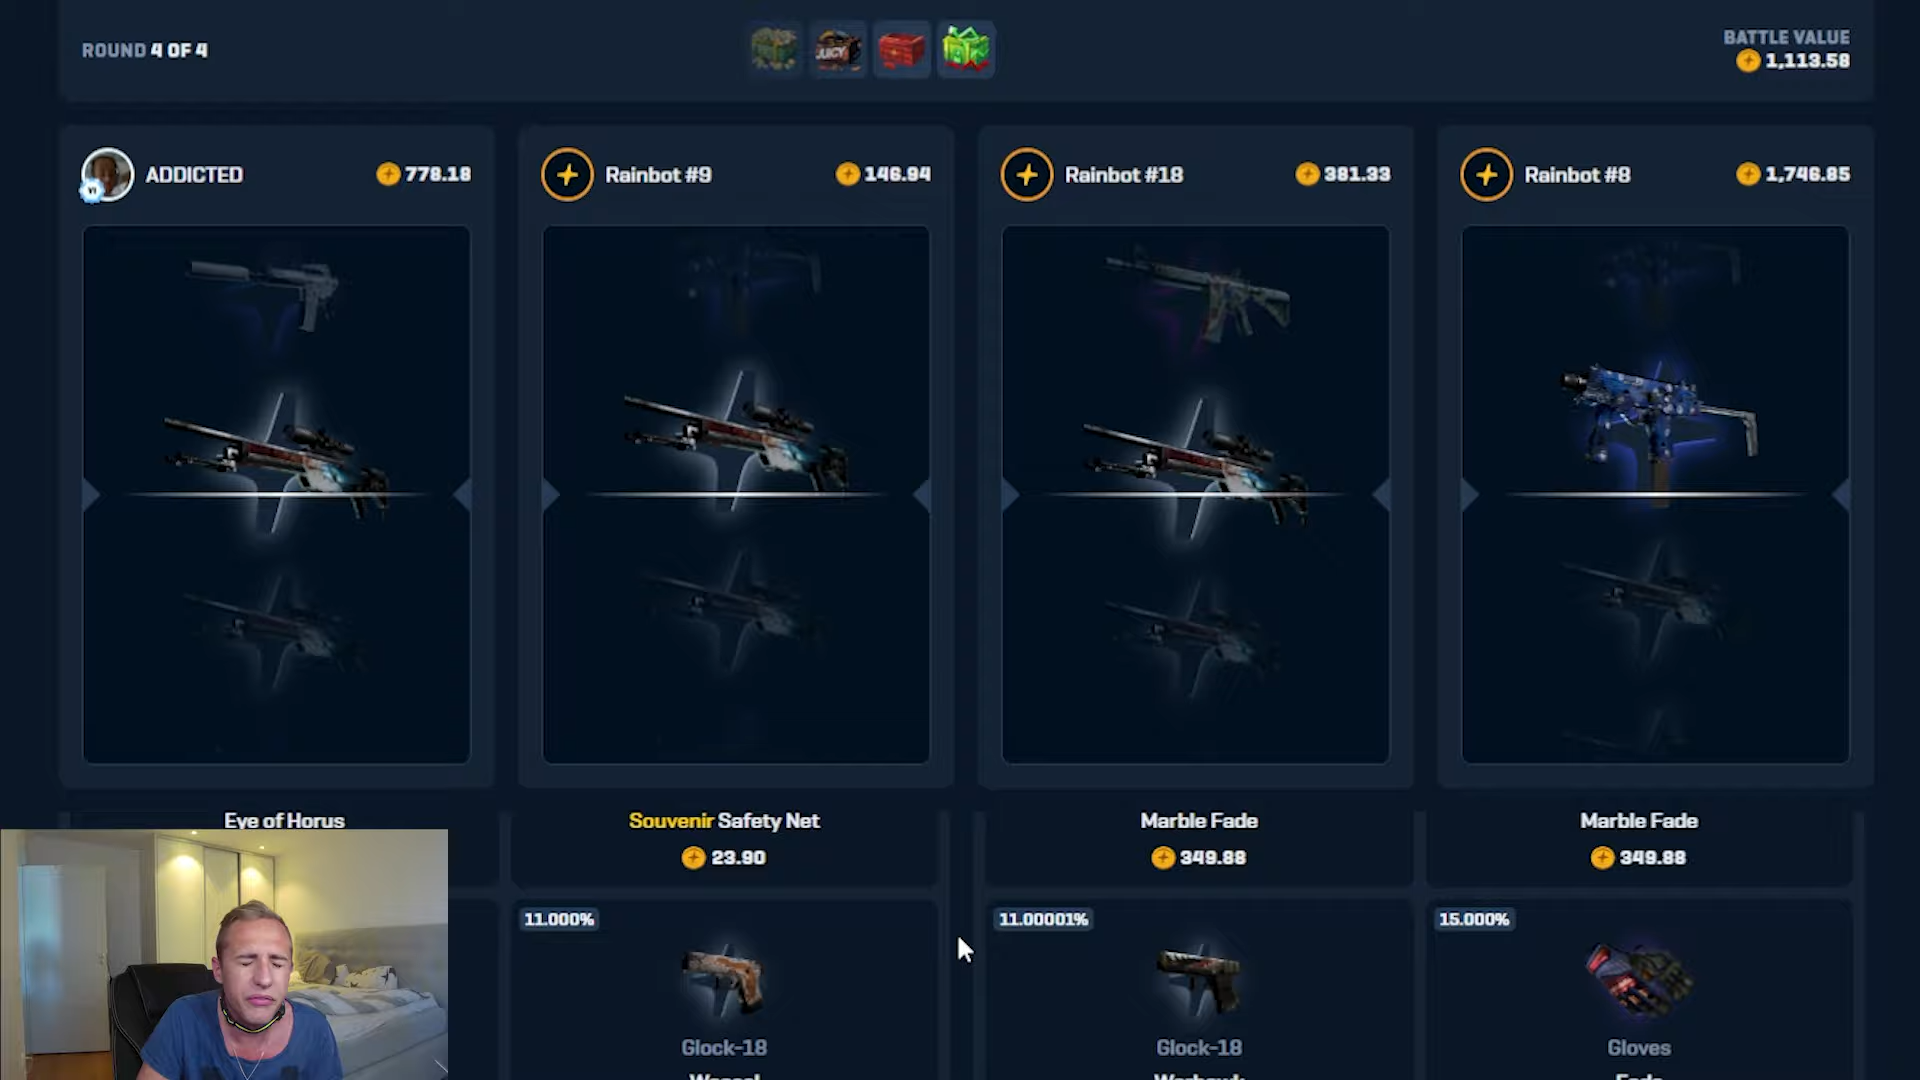 ROUND 4 OF 4
JUICY
BATTLE VALUE
1,113.58
ADDICTED
778.18
Rainbot #9
146.94
Rainbot #18
381.33
Rainbot #8
1,746.85
Eye of Horus
Souvenir Safety Net
23.90
Marble Fade
349.88
Marble Fade
349.88
11.000%
Glock-18
11.00001%
Glock-18
15.000%
Gloves